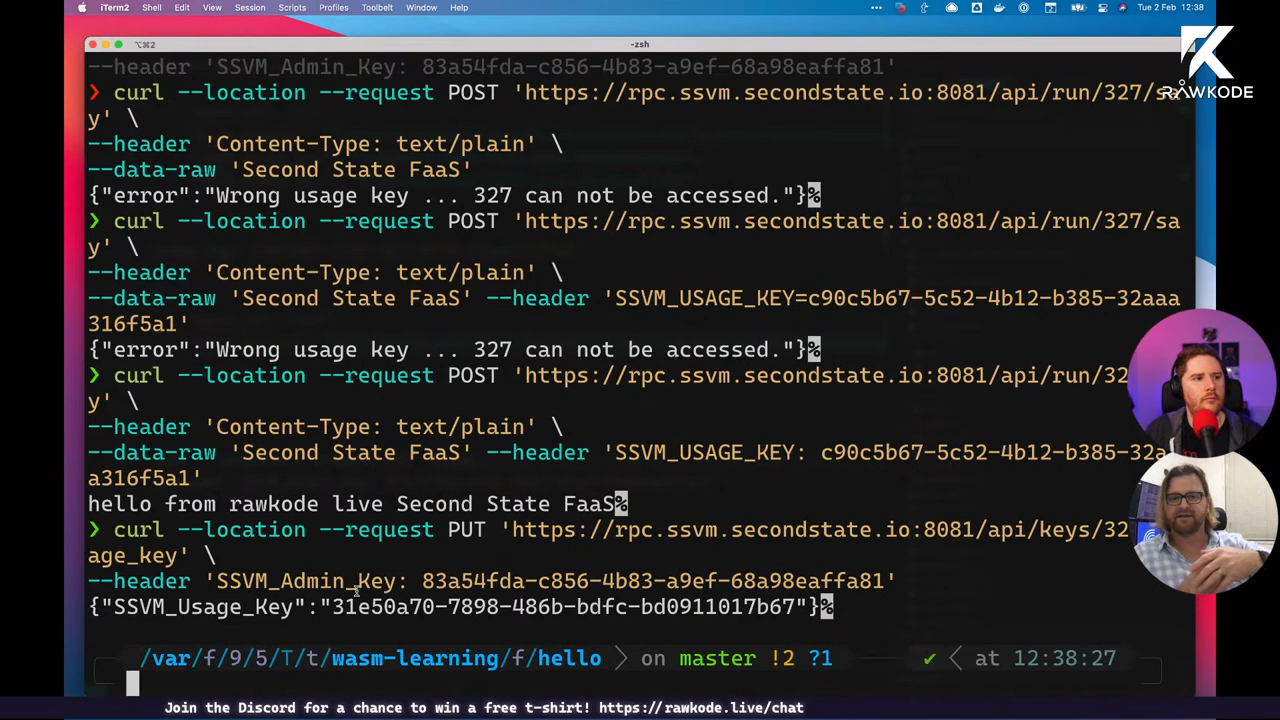 iTerm2 Shell Edit View Session Scripts Profiles Toolbelt Window Help
Tue 2 Feb 12:38
⌥⌘2
-zsh
RAWKODE
--header 'SSVM_Admin_Key: 83a54fda-c856-4b83-a9ef-68a98eaffa81'
❯ curl --location --request POST 'https://rpc.ssvm.secondstate.io:8081/api/run/327/sa
y' \
--header 'Content-Type: text/plain' \
--data-raw 'Second State FaaS'
{"error":"Wrong usage key ... 327 can not be accessed."}%
❯ curl --location --request POST 'https://rpc.ssvm.secondstate.io:8081/api/run/327/sa
y' \
--header 'Content-Type: text/plain' \
--data-raw 'Second State FaaS' --header 'SSVM_USAGE_KEY=c90c5b67-5c52-4b12-b385-32aaa
316f5a1'
{"error":"Wrong usage key ... 327 can not be accessed."}%
❯ curl --location --request POST 'https://rpc.ssvm.secondstate.io:8081/api/run/32
y' \
--header 'Content-Type: text/plain' \
--data-raw 'Second State FaaS' --header 'SSVM_USAGE_KEY: c90c5b67-5c52-4b12-b385-32a
a316f5a1'
hello from rawkode live Second State FaaS%
❯ curl --location --request PUT 'https://rpc.ssvm.secondstate.io:8081/api/keys/32
age_key' \
--header 'SSVM_Admin_Key: 83a54fda-c856-4b83-a9ef-68a98eaffa81'
{"SSVM_Usage_Key":"31e50a70-7898-486b-bdfc-bd0911017b67"}%
/var/f/9/5/T/t/wasm-learning/f/hello on master !2 ?1 ✔ at 12:38:27
Join the Discord for a chance to win a free t-shirt! https://rawkode.live/chat